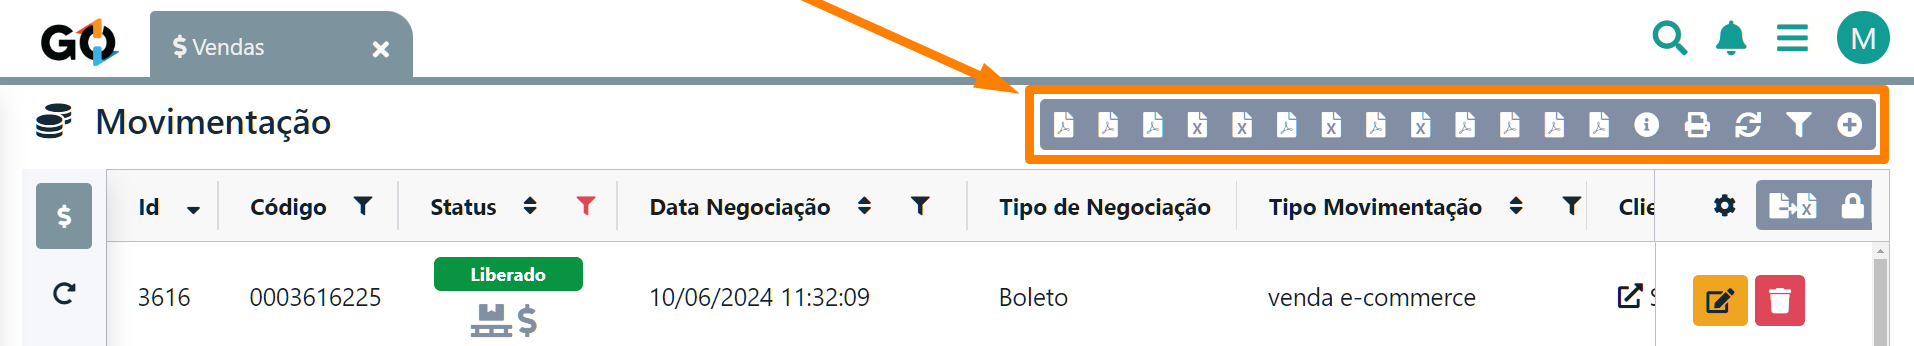 GO
Vendas
M
Movimentação
Id Código Status Data Negociação Tipo de Negociação Tipo Movimentação Clie
3616 0003616225 Liberado 10/06/2024 11:32:09 Boleto venda e-commerce